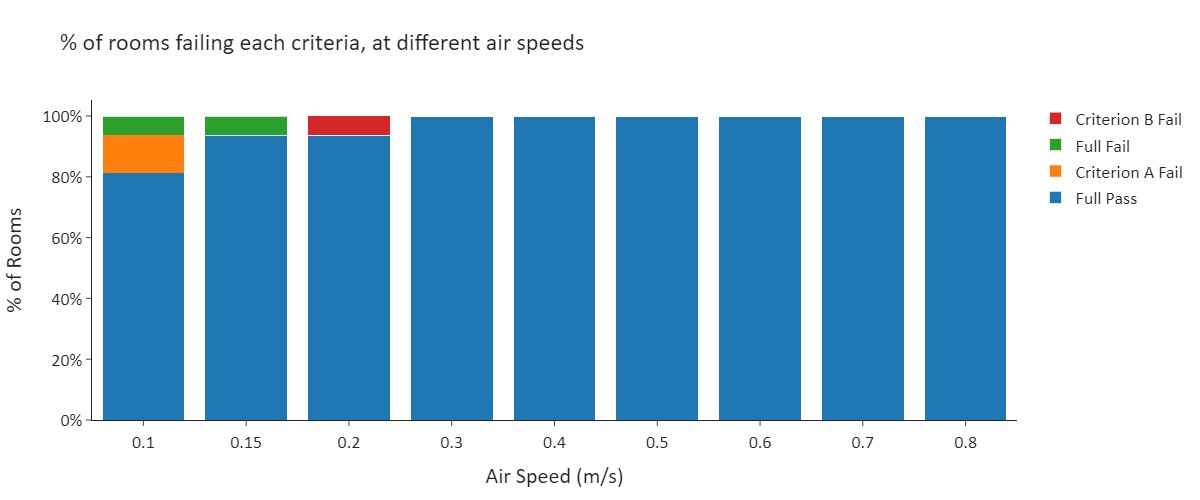 % of rooms failing each criteria, at different air speeds
100%
80%
60%
40%
20%
0%
% of Rooms
0.1 0.15 0.2 0.3 0.4 0.5 0.6 0.7 0.8
Air Speed (m/s)
Criterion B Fail
Full Fail
Criterion A Fail
Full Pass